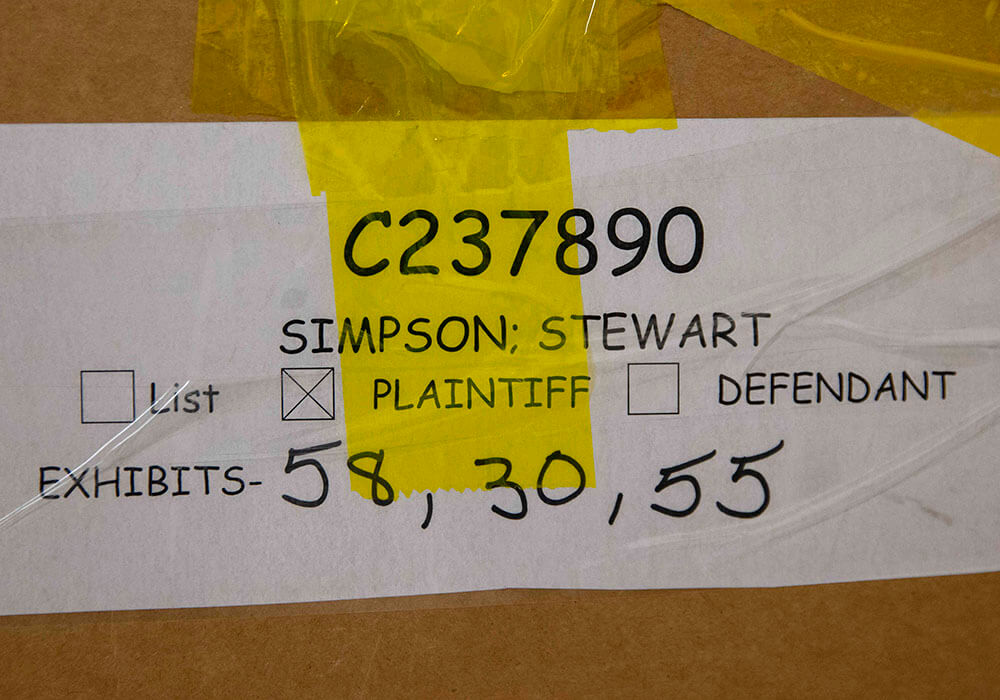 C237890
SIMPSON; STEWART
☐ List ☒ PLAINTIFF ☐ DEFENDANT
EXHIBITS- 58, 30, 55